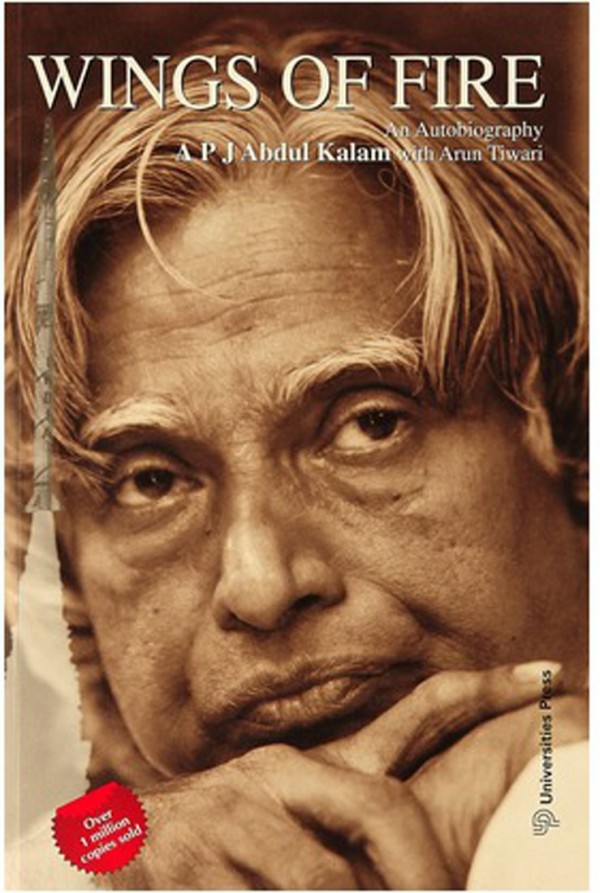 WINGS OF FIRE
An Autobiography
A P J Abdul Kalam with Arun Tiwari
Universities Press
Over
1 million
copies sold